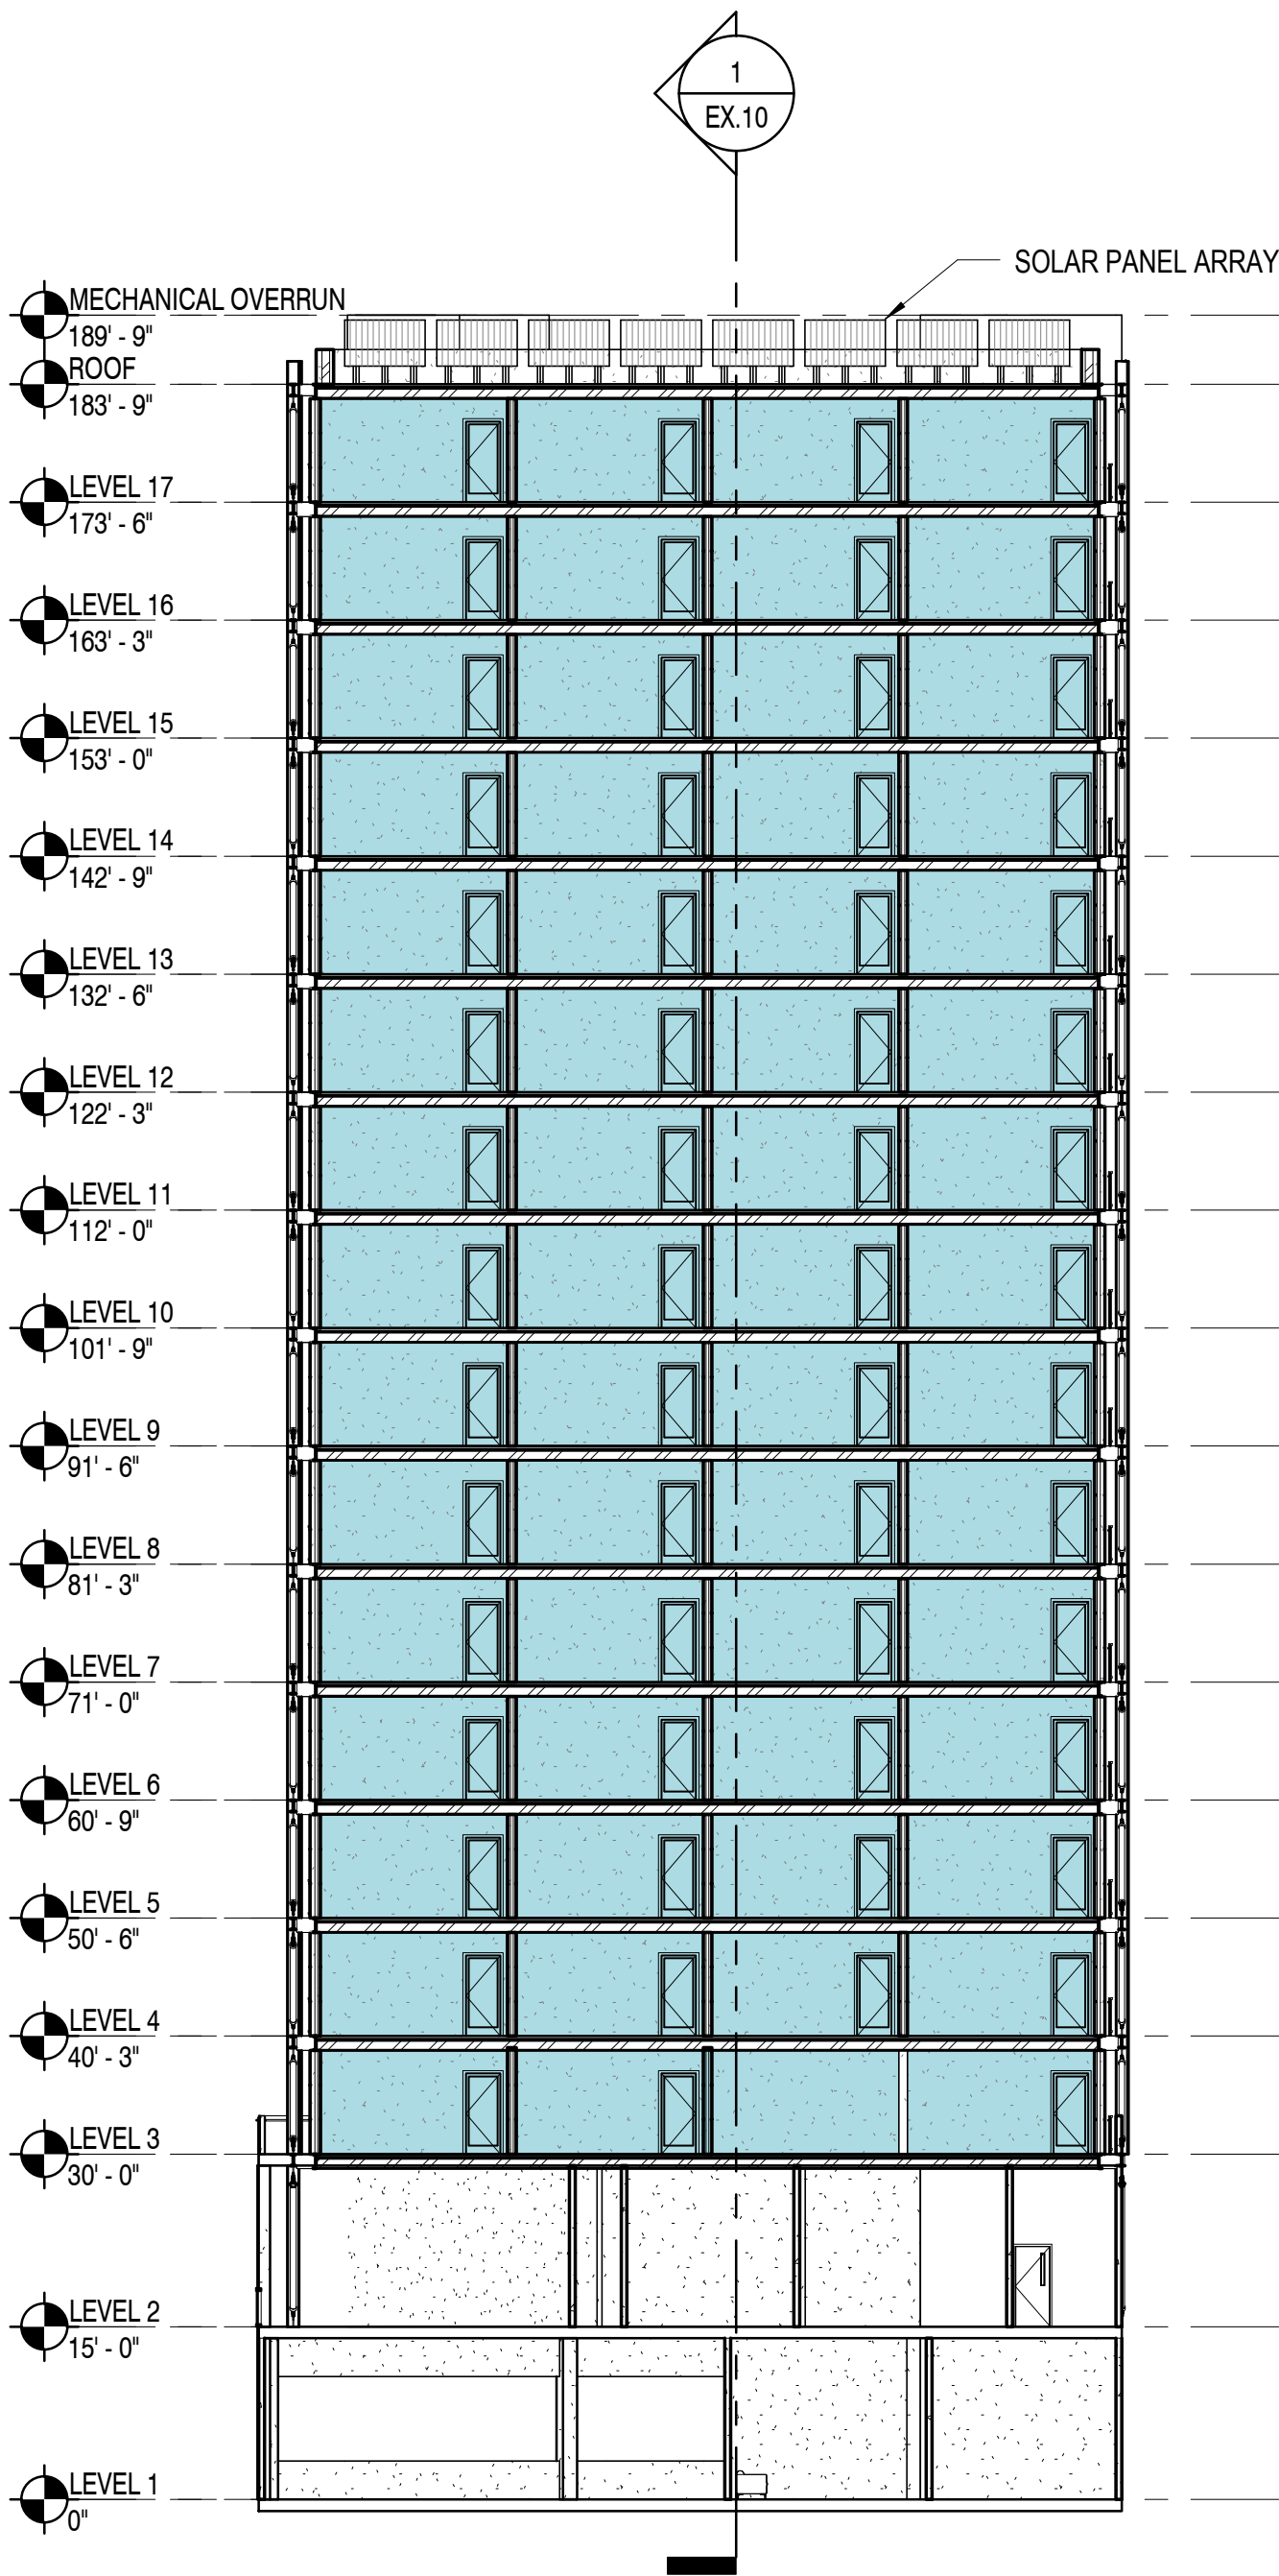 1
EX.10
SOLAR PANEL ARRAY
MECHANICAL OVERRUN
189' - 9"
ROOF
183' - 9"
LEVEL 17
173' - 6"
LEVEL 16
163' - 3"
LEVEL 15
153' - 0"
LEVEL 14
142' - 9"
LEVEL 13
132' - 6"
LEVEL 12
122' - 3"
LEVEL 11
112' - 0"
LEVEL 10
101' - 9"
LEVEL 9
91' - 6"
LEVEL 8
81' - 3"
LEVEL 7
71' - 0"
LEVEL 6
60' - 9"
LEVEL 5
50' - 6"
LEVEL 4
40' - 3"
LEVEL 3
30' - 0"
LEVEL 2
15' - 0"
LEVEL 1
0"